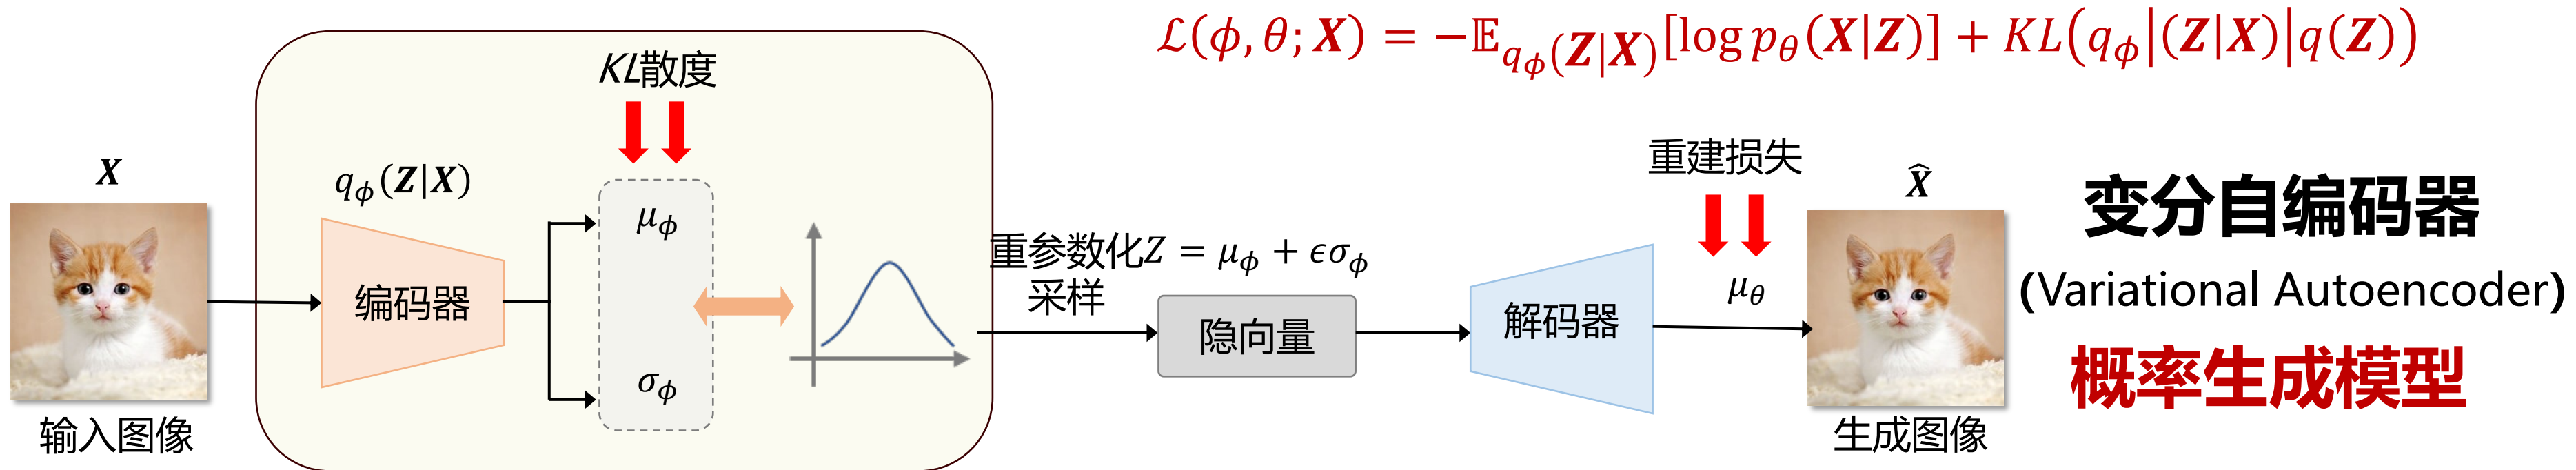 ℒ(ϕ, θ; X) = −𝔼_{q_ϕ(Z|X)}[log p_θ(X|Z)] + KL(q_ϕ|(Z|X)|q(Z))
KL散度
X
q_ϕ(Z|X)
编码器
μ_ϕ
σ_ϕ
输入图像
重参数化Z = μ_ϕ + ϵσ_ϕ
采样
隐向量
解码器
重建损失
μ_θ
X̂
生成图像
变分自编码器
(Variational Autoencoder)
概率生成模型